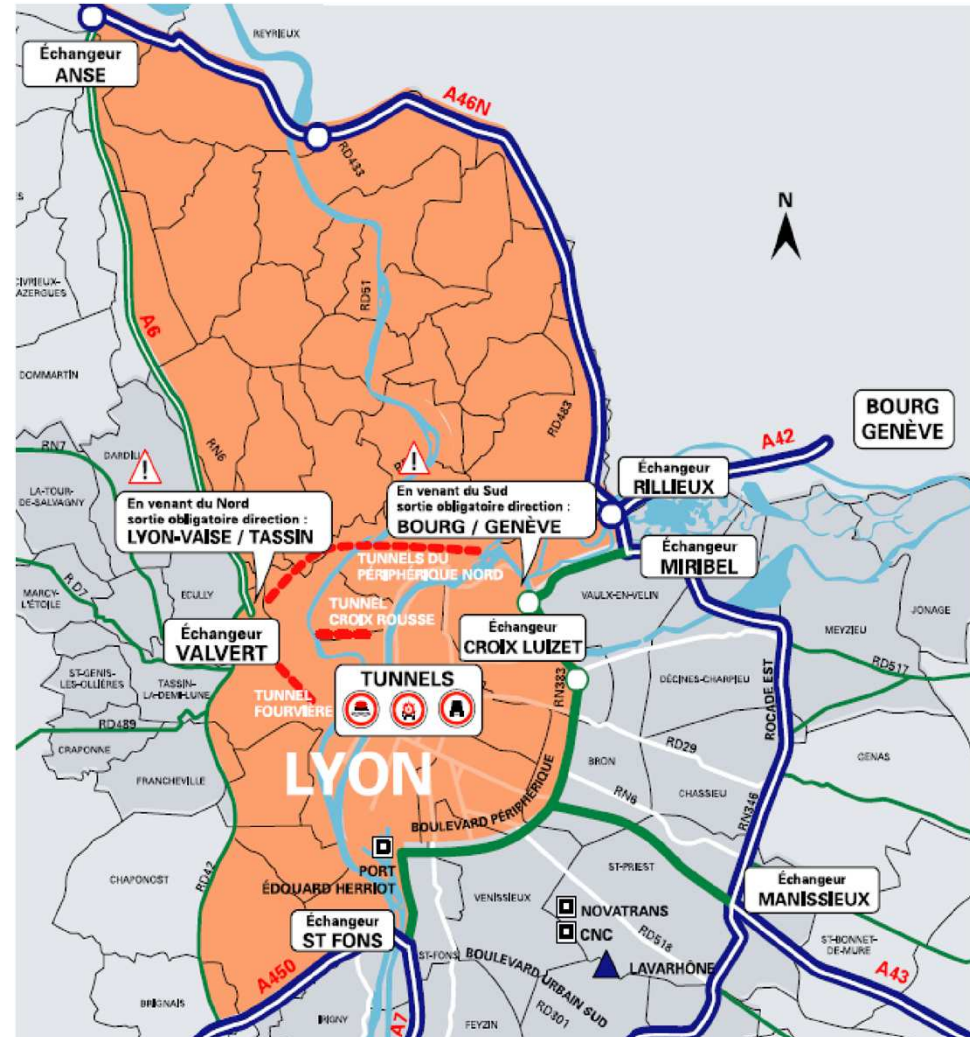 REYRIEUX
Échangeur
ANSE
A46N
RD433
N
CIVRIEUX-
AZERGUES
RD51
A6
DOMMARTIN
RD483
BOURG
GENÈVE
A42
RN7
DARDILLY
RN6
Échangeur
RILLIEUX
LA-TOUR-
DE-SALVAGNY
!
En venant du Nord
sortie obligatoire direction :
LYON-VAISE / TASSIN
!
En venant du Sud
sortie obligatoire direction :
BOURG / GENÈVE
TUNNELS DU
PÉRIPHÉRIQUE NORD
Échangeur
MIRIBEL
RD7
MARCY-
L'ÉTOILE
ECULLY
TUNNEL
CROIX ROUSSE
VAULX-EN-VELIN
JONAGE
Échangeur
VALVERT
Échangeur
CROIX LUIZET
MEYZIEU
ST-GENIS-
LES-OLLIÈRES
TASSIN-
LA-DEMI-LUNE
TUNNELS
RN383
DÉCINES-CHARPIEU
RD517
TUNNEL
FOURVIÈRE
RD489
CRAPONNE
ROCADE EST
RD29
FRANCHEVILLE
LYON
BRON
GENAS
RN6
CHASSIEU
BOULEVARD PÉRIPHÉRIQUE
RN346
PORT
ÉDOUARD HERRIOT
CHAPONOST
RD42
VENISSIEUX
ST-PRIEST
Échangeur
MANISSIEUX
NOVATRANS
CNC
Échangeur
ST FONS
RD518
ST-BONNET-
DE-MURE
ST-FONS
BOULEVARD URBAIN SUD
LAVARHÔNE
A43
A450
BRIGNAIS
RD301
IRIGNY
A7
FEYZIN